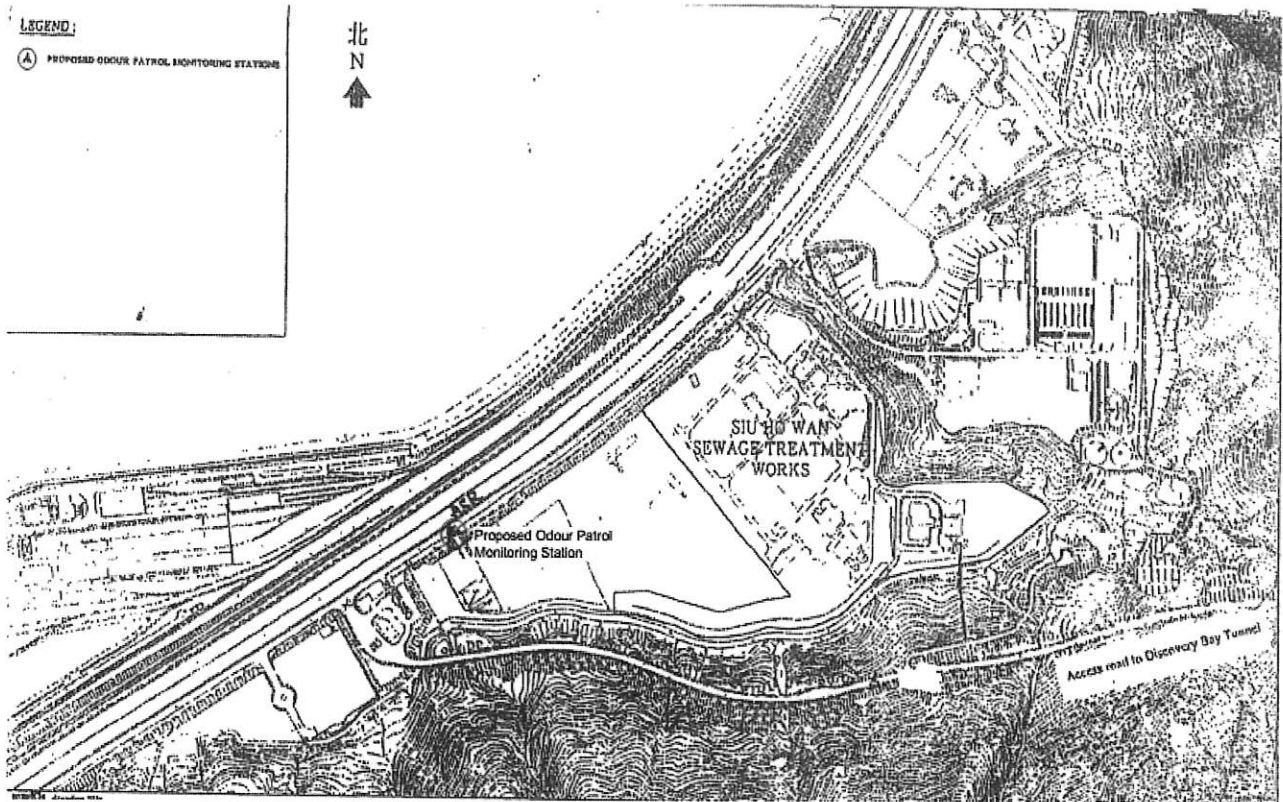 LEGEND:
A PROPOSED ODOUR PATROL MONITORING STATIONS
北
N
SIU HO WAN
SEWAGE TREATMENT
WORKS
Proposed Odour Patrol
Monitoring Station
Access road to Discovery Bay Tunnel